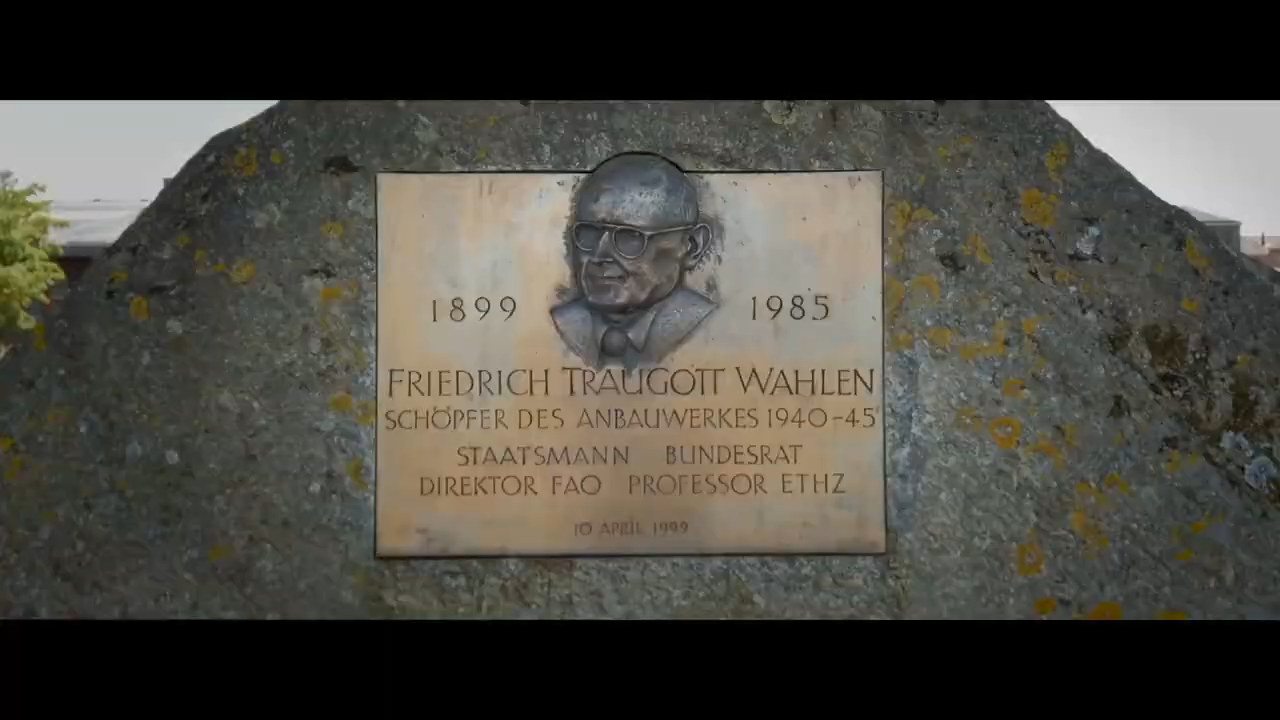 1899 1985
FRIEDRICH TRAUGOTT WAHLEN
SCHÖPFER DES ANBAUWERKES 1940-45
STAATSMANN BUNDESRAT
DIREKTOR FAO PROFESSOR ETHZ
10 APRIL 1999